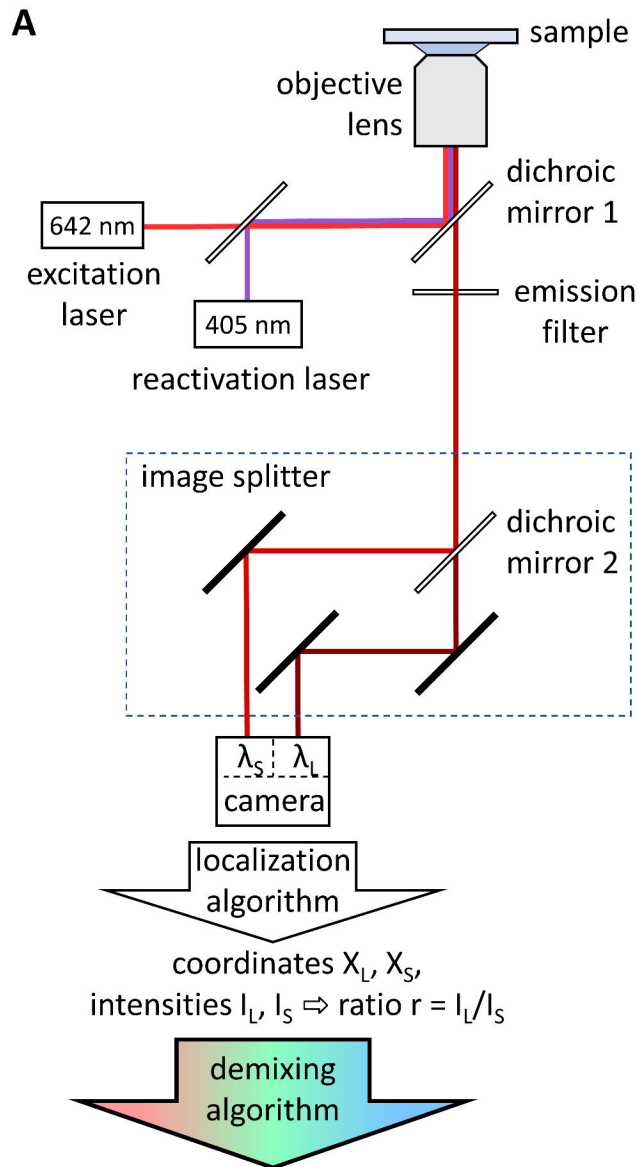 A
sample
objective
lens
dichroic
mirror 1
642 nm
excitation
laser
405 nm
reactivation laser
emission
filter
image splitter
dichroic
mirror 2
λS λL
camera
localization
algorithm
coordinates XL, XS,
intensities IL, IS ⇨ ratio r = IL/IS
demixing
algorithm